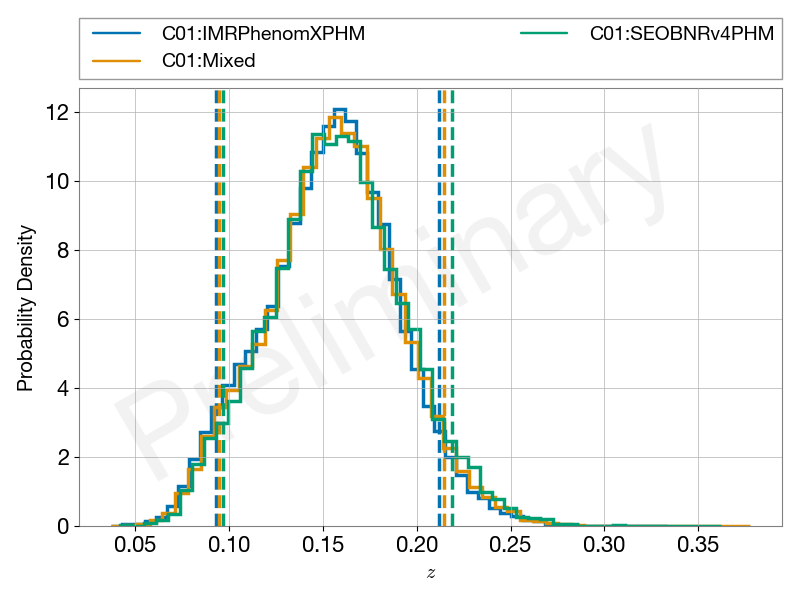 C01:IMRPhenomXPHM
C01:Mixed
C01:SEOBNRv4PHM
Probability Density
12
10
8
6
4
2
0
Preliminary
0.05 0.10 0.15 0.20 0.25 0.30 0.35
z